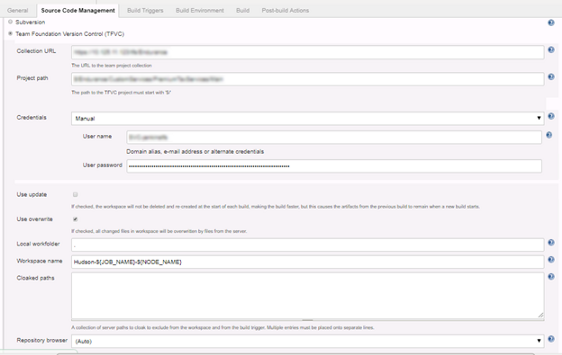 General
Source Code Management
Build Triggers
Build Environment
Build
Post-build Actions
Subversion
Team Foundation Version Control (TFVC)
Collection URL
The URL to the team project collection
Project path
The path to the TFVC project must start with '$/'
Credentials
Manual
User name
Domain alias, e-mail address or alternate credentials
User password
Use update
If checked, the workspace will not be deleted and re-created at the start of each build, making the build faster, but this causes the artifacts from the previous build to remain when a new build starts.
Use overwrite
If checked, all changed files in workspace will be overwritten by files from the server.
Local workfolder
.
Workspace name
Hudson-${JOB_NAME}-${NODE_NAME}
Cloaked paths
A collection of server paths to cloak to exclude from the workspace and from the build trigger. Multiple entries must be placed onto separate lines.
Repository browser
(Auto)